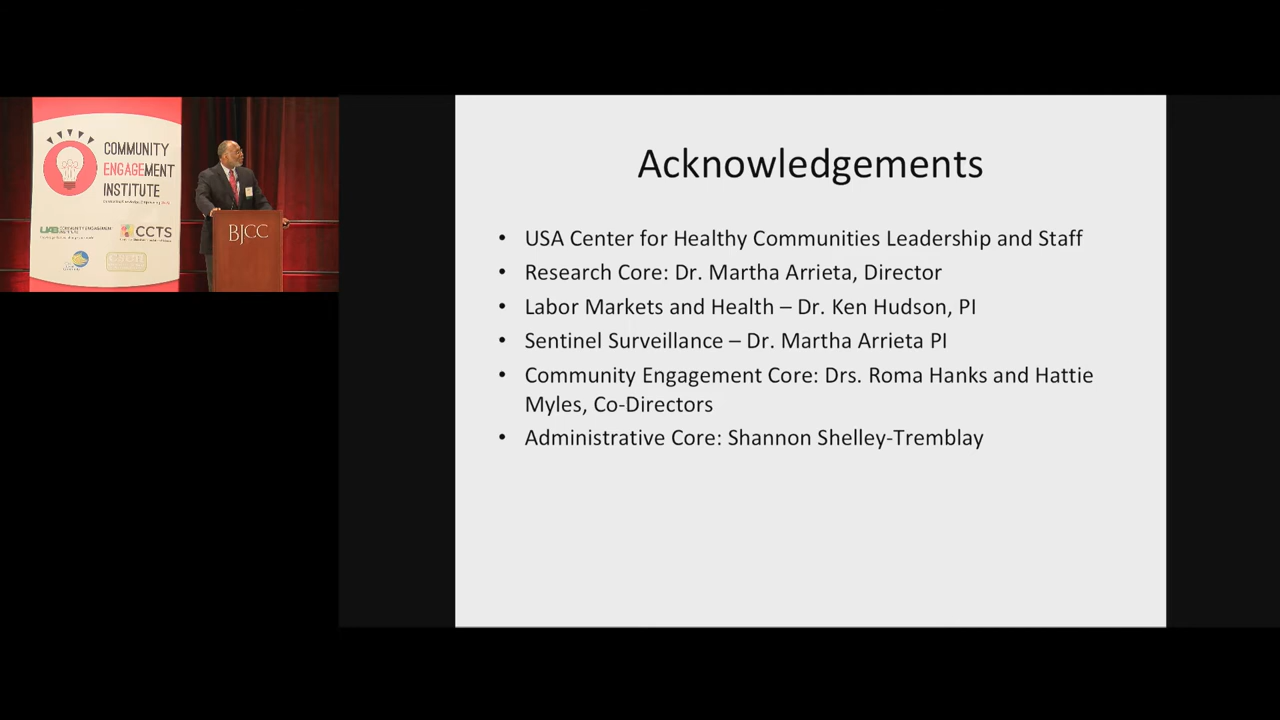 COMMUNITY
ENGAGEMENT
INSTITUTE
UAB
CCTS
BJCC
Acknowledgements
• USA Center for Healthy Communities Leadership and Staff
• Research Core: Dr. Martha Arrieta, Director
• Labor Markets and Health – Dr. Ken Hudson, PI
• Sentinel Surveillance – Dr. Martha Arrieta PI
• Community Engagement Core: Drs. Roma Hanks and Hattie
Myles, Co-Directors
• Administrative Core: Shannon Shelley-Tremblay